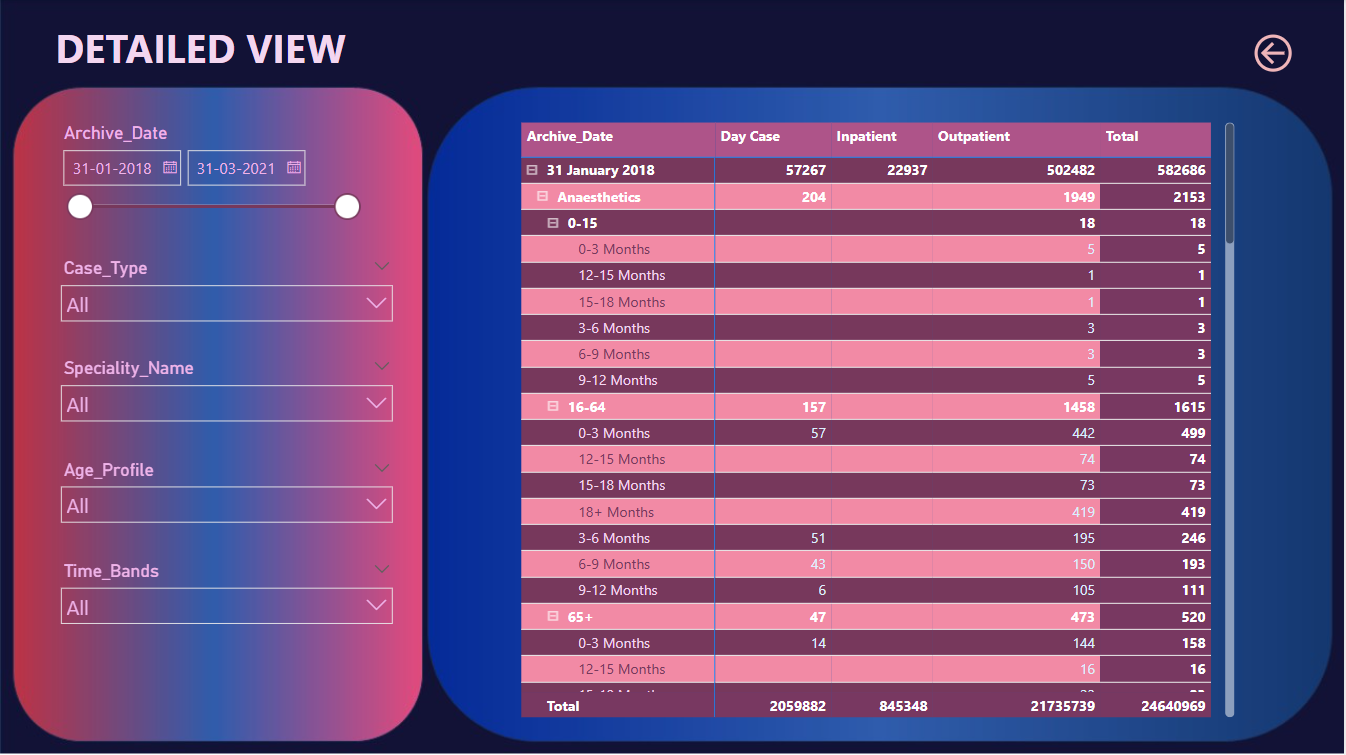 DETAILED VIEW
Archive_Date
31-01-2018 31-03-2021
Case_Type
All
Speciality_Name
All
Age_Profile
All
Time_Bands
All
Archive_Date Day Case Inpatient Outpatient Total
31 January 2018 57267 22937 502482 582686
Anaesthetics 204 1949 2153
0-15 18 18
0-3 Months 5 5
12-15 Months 1 1
15-18 Months 1 1
3-6 Months 3 3
6-9 Months 3 3
9-12 Months 5 5
16-64 157 1458 1615
0-3 Months 57 442 499
12-15 Months 74 74
15-18 Months 73 73
18+ Months 419 419
3-6 Months 51 195 246
6-9 Months 43 150 193
9-12 Months 6 105 111
65+ 47 473 520
0-3 Months 14 144 158
12-15 Months 16 16
Total 2059882 845348 21735739 24640969